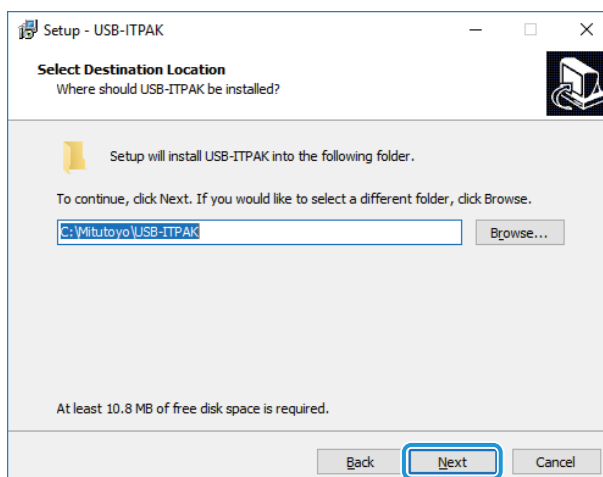 Setup - USB-ITPAK
Select Destination Location
Where should USB-ITPAK be installed?
Setup will install USB-ITPAK into the following folder.
To continue, click Next. If you would like to select a different folder, click Browse.
C:\Mitutoyo\USB-ITPAK
Browse...
At least 10.8 MB of free disk space is required.
Back Next Cancel